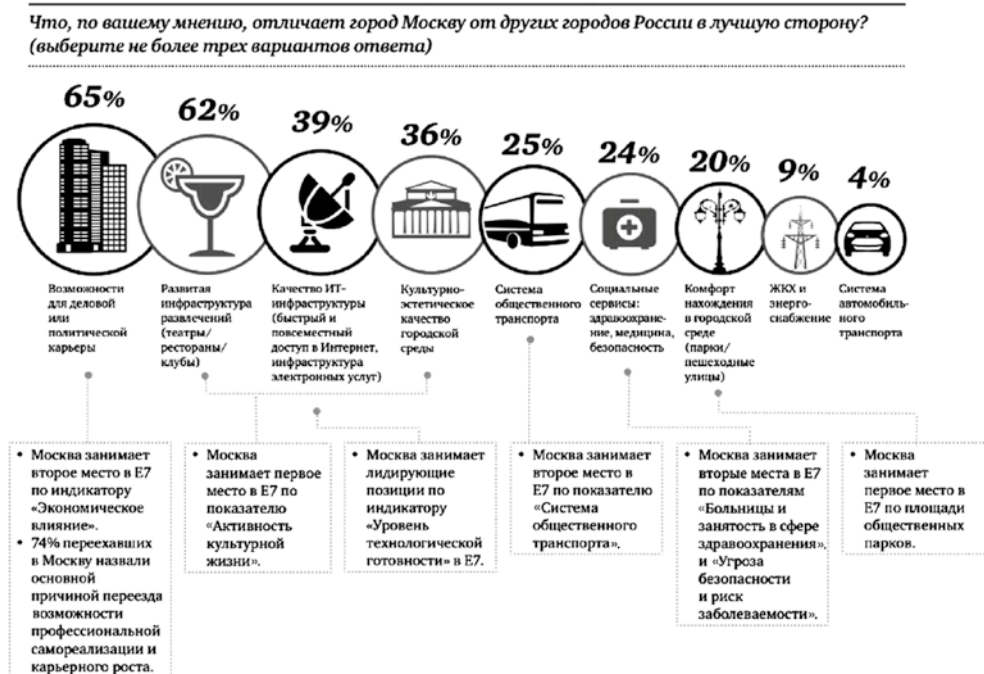 Что, по вашему мнению, отличает город Москву от других городов России в лучшую сторону?
(выберите не более трех вариантов ответа)
65%
62%
39%
36%
25%
24%
20%
9%
4%
Возможности
для деловой
или
политической
карьеры
Развитая
инфраструктура
развлечений
(театры/
рестораны/
клубы)
Качество ИТ-
инфраструктуры
(быстрый и
повсеместный
доступ в Интернет,
инфраструктура
электронных услуг)
Культурно-
эстетическое
качество
городской
среды
Система
общественного
транспорта
Социальные
сервисы:
здравоохране-
ние, медицина,
безопасность
Комфорт
нахождения
в городской
среде
(парки/
пешеходные
улицы)
ЖКХ и
энерго-
снабжение
Система
автомобиль-
ного
транспорта
• Москва занимает
второе место в Е7
по индикатору
«Экономическое
влияние».
• 74% переехавших
в Москву назвали
основной
причиной переезда
возможности
профессиональной
самореализации и
карьерного роста.
• Москва
занимает первое
место в Е7 по
показателю
«Активность
культурной
жизни».
• Москва занимает
лидирующие
позиции по
индикатору
«Уровень
технологической
готовности» в Е7.
• Москва занимает
второе место в
Е7 по показателю
«Система
общественного
транспорта».
• Москва занимает
вторые места в Е7
по показателям
«Больницы и
занятость в сфере
здравоохранения»,
и «Угроза
безопасности
и риск
заболеваемости».
• Москва
занимает
первое место в
Е7 по площади
общественных
парков.